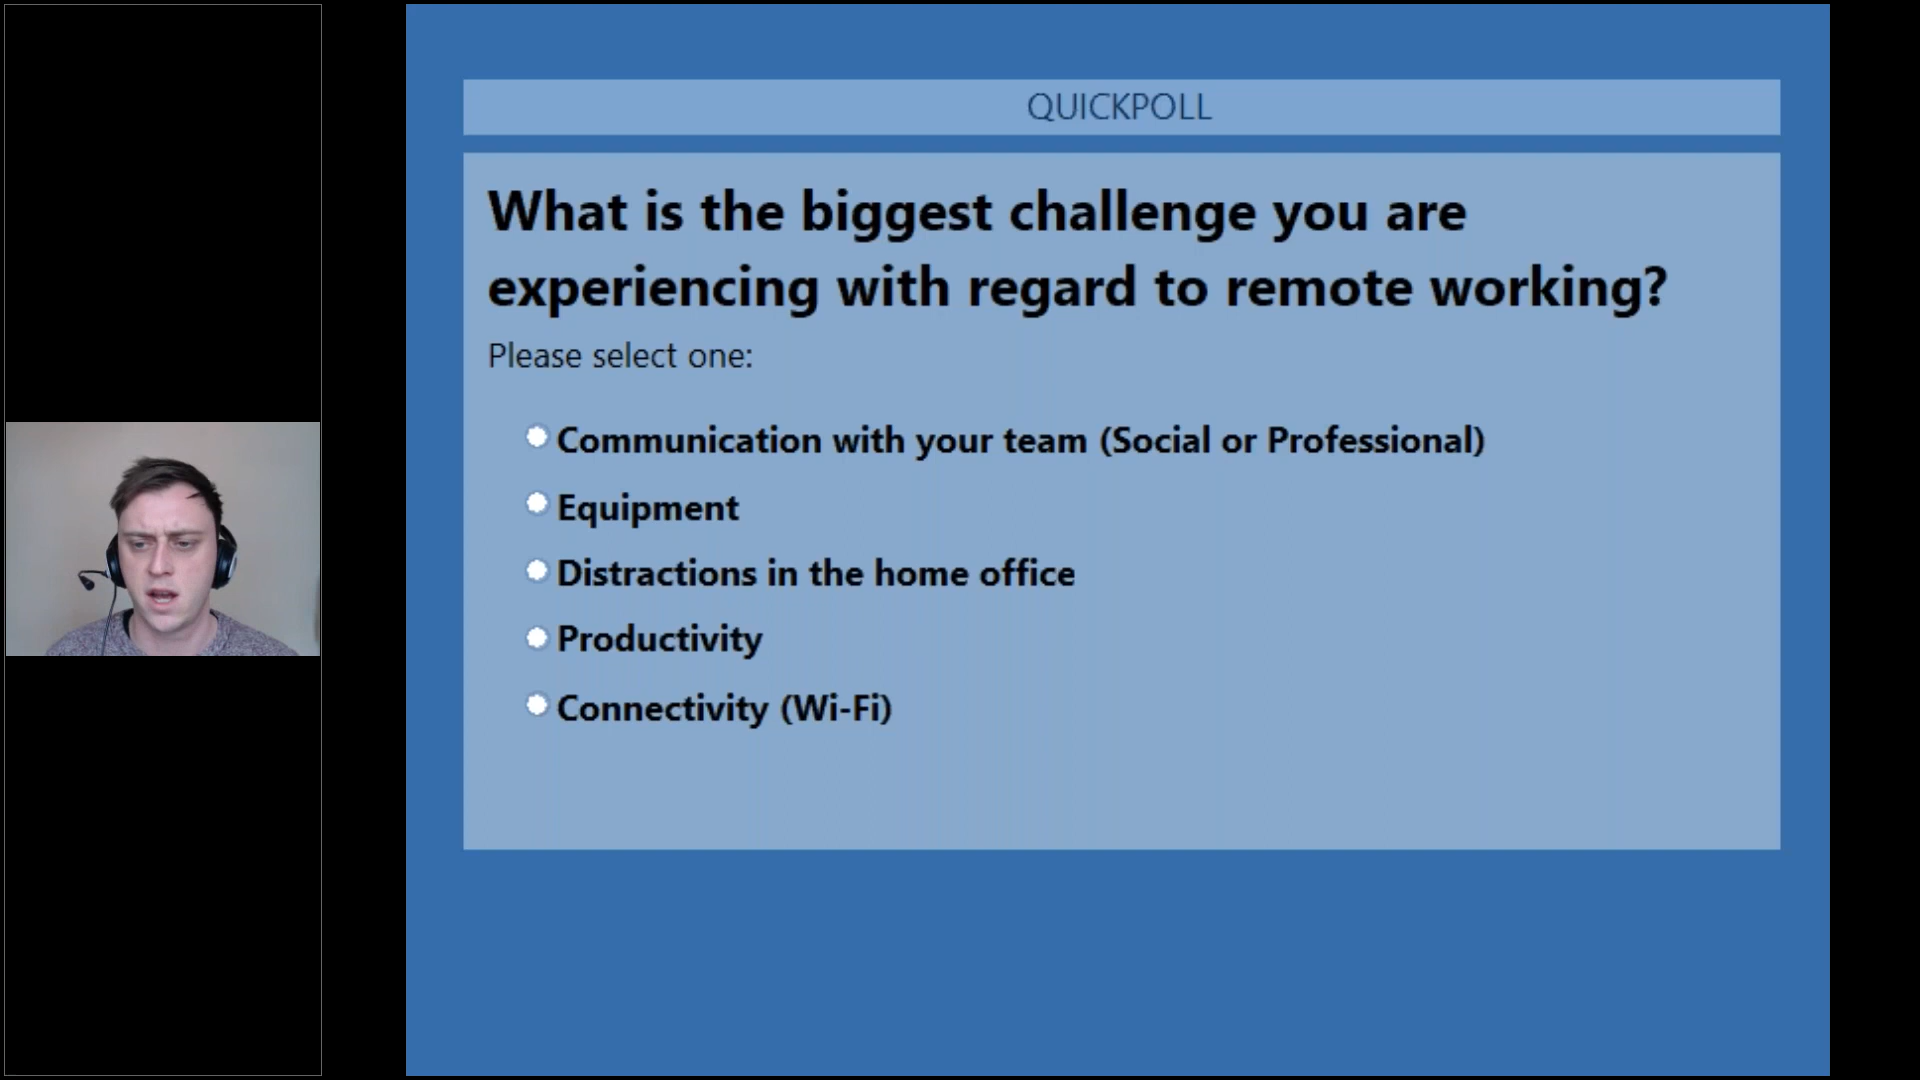 QUICKPOLL
What is the biggest challenge you are
experiencing with regard to remote working?
Please select one:
Communication with your team (Social or Professional)
Equipment
Distractions in the home office
Productivity
Connectivity (Wi-Fi)